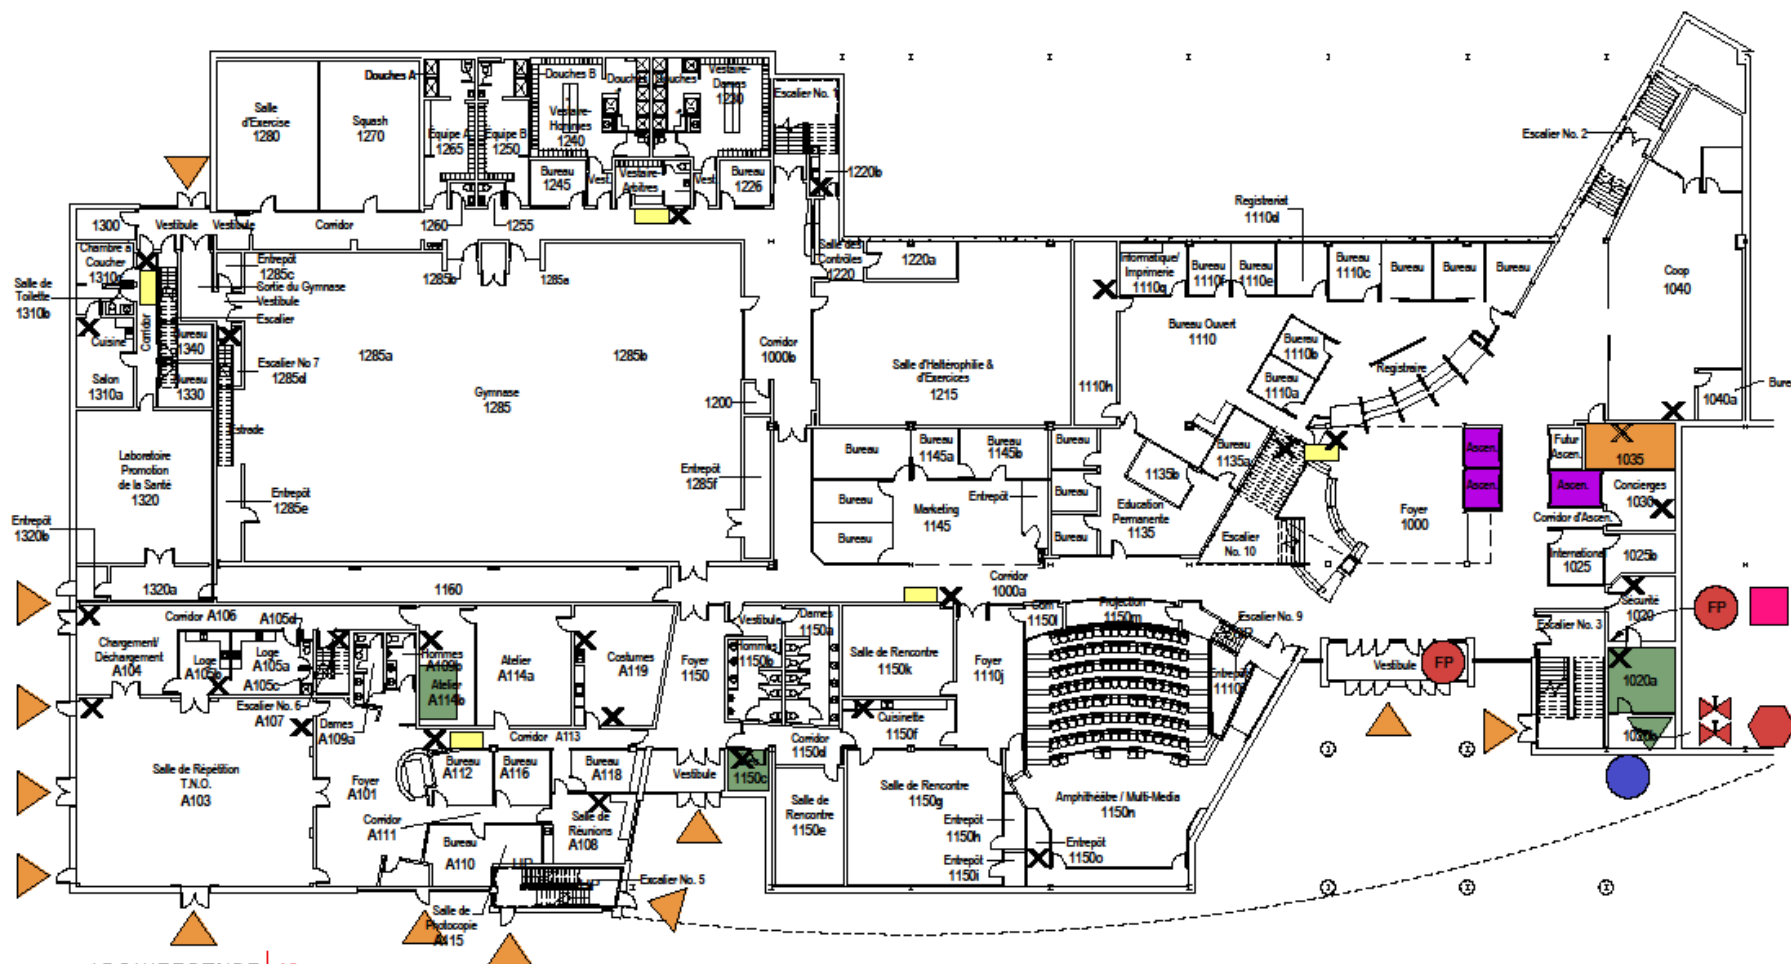 Douches A
Douches B
Douches
Douches
Vestiaire-
Dames
1230
Escalier No. 1
Salle
d'Exercise
1280
Squash
1270
Equipe A
1265
Equipe B
1250
Vestiaire-
Hommes
1240
Escalier No. 2
Bureau
1245
Vest.
Vestiaire-
Arbitres
Vest.
Bureau
1226
1220b
Registrariat
1110d
1300
Vestibule
Vestibule
Corridor
1260
1255
Chambre à
Coucher
1310c
Entrepôt
1285c
1285b
1285a
Salle des
Contrôles
1220
1220a
Informatique/
Imprimerie
1110g
Bureau
1110f
Bureau
1110e
Bureau
1110c
Bureau
Bureau
Bureau
Coop
1040
Salle de
Toilette
1310b
Sortie du Gymnase
Vestibule
Escalier
Cuisine
Corridor
Bureau
1340
Bureau Ouvert
1110
Buerau
1110b
Corridor
1000b
1285a
1285b
Escalier No 7
1285d
Salle d'Haltérophilie &
d'Exercices
1215
Registraire
Salon
1310a
Bureau
1330
Gymnase
1285
1200
1110h
Bureau
1110a
1040a
Bure
Estrade
Laboratoire
Promotion
de la Santé
1320
Bureau
Bureau
1145a
Bureau
1145b
Bureau
Bureau
1135a
1135b
Ascen.
Futur
Ascen.
1035
Entrepôt
1285f
Entrepôt
1285e
Bureau
Entrepôt
Marketing
1145
Bureau
Ascen.
Ascen.
Concierges
1030
Education
Permanente
1135
Foyer
1000
Corridor d'Ascen.
Entrepôt
1320b
Bureau
Bureau
Escalier
No. 10
International
1025
1025b
1320a
1160
Corridor
1000a
Corridor A106
A105d
Vestibule
Dames
1150a
Com
1150l
Projection
1150m
Escalier No. 9
Sécurité
1020
FP
Escalier No. 3
Chargement/
Déchargement
A104
Loge
A105b
Loge
A105a
A105c
Hommes
A109b
Atelier
A114a
Atelier
A114b
Costumes
A119
Foyer
1150
Hommes
1150b
Salle de Rencontre
1150k
Foyer
1110j
Vestibule
FP
1020a
Escalier No. 6
A107
Dames
A109a
Corridor A113
Cuisinette
1150f
Corridor
1150d
Salle de Répétition
T.N.O.
A103
Foyer
A101
Bureau
A112
Bureau
A116
Bureau
A118
Vestibule
1150c
Salle de
Rencontre
1150e
Salle de Rencontre
1150g
Amphithéâtre / Multi-Media
1150n
Corridor
A111
Salle de
Réunions
A108
Entrepôt
1150h
Bureau
A110
Entrepôt
1150o
Entrepôt
1150i
Escalier No. 5
Salle de
Photocopie
A115